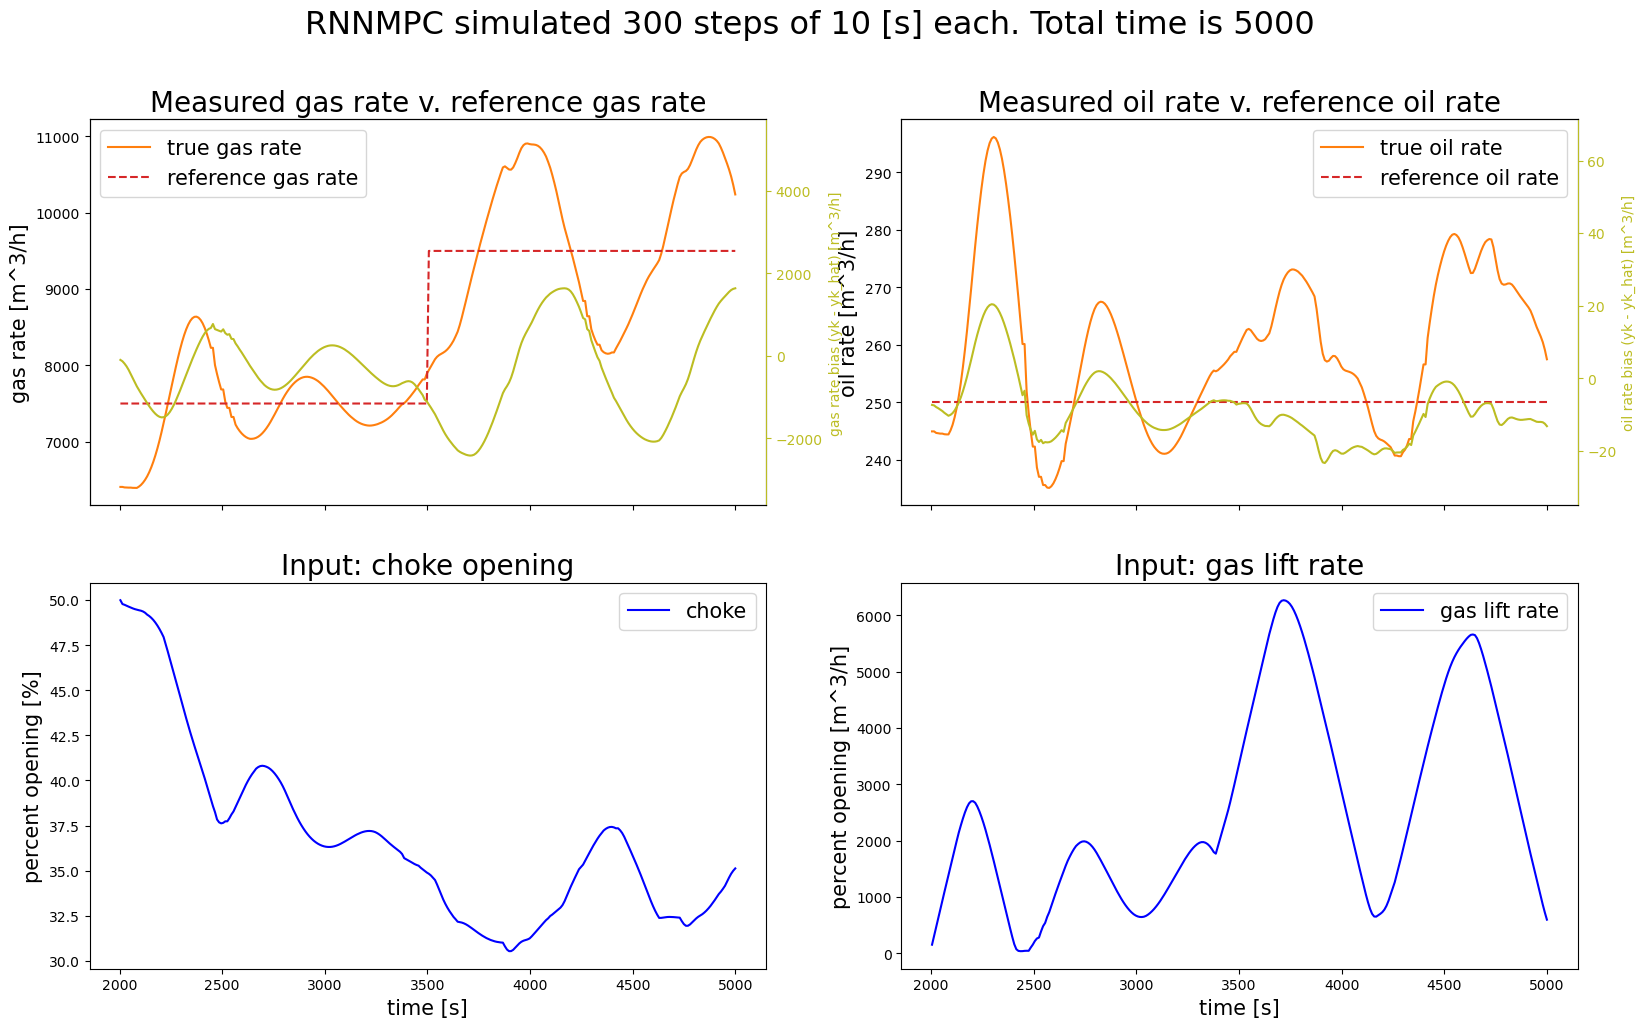 RNNMPC simulated 300 steps of 10 [s] each. Total time is 5000
Measured gas rate v. reference gas rate
true gas rate
reference gas rate
gas rate [m^3/h]
11000
10000
9000
8000
7000
4000
2000
0
−2000
gas rate bias (yk - yk_hat) [m^3/h]
Measured oil rate v. reference oil rate
true oil rate
reference oil rate
oil rate [m^3/h]
290
280
270
260
250
240
60
40
20
0
−20
oil rate bias (yk - yk_hat) [m^3/h]
Input: choke opening
choke
percent opening [%]
50.0
47.5
45.0
42.5
40.0
37.5
35.0
32.5
30.0
2000 2500 3000 3500 4000 4500 5000
time [s]
Input: gas lift rate
gas lift rate
percent opening [m^3/h]
6000
5000
4000
3000
2000
1000
0
2000 2500 3000 3500 4000 4500 5000
time [s]